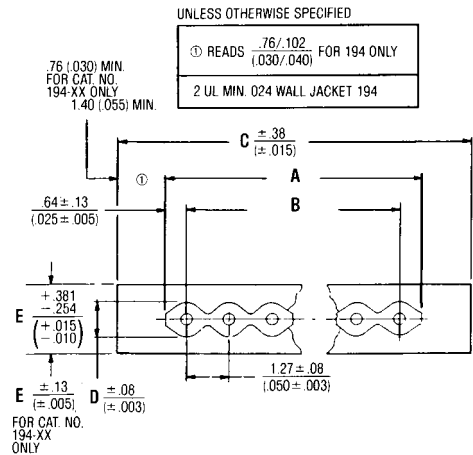 UNLESS OTHERWISE SPECIFIED
① READS .76/.102 FOR 194 ONLY
(.030/.040)
2 UL MIN. 024 WALL JACKET 194
.76 (.030) MIN.
FOR CAT. NO.
194-XX ONLY
1.40 (.055) MIN.
C ±.38
(±.015)
①
A
.64±.13
(.025±.005)
B
E +.381
-.254
(+.015
-.010)
1.27±.08
(.050±.003)
E ±.13
(±.005)
D ±.08
(±.003)
FOR CAT. NO.
194-XX
ONLY